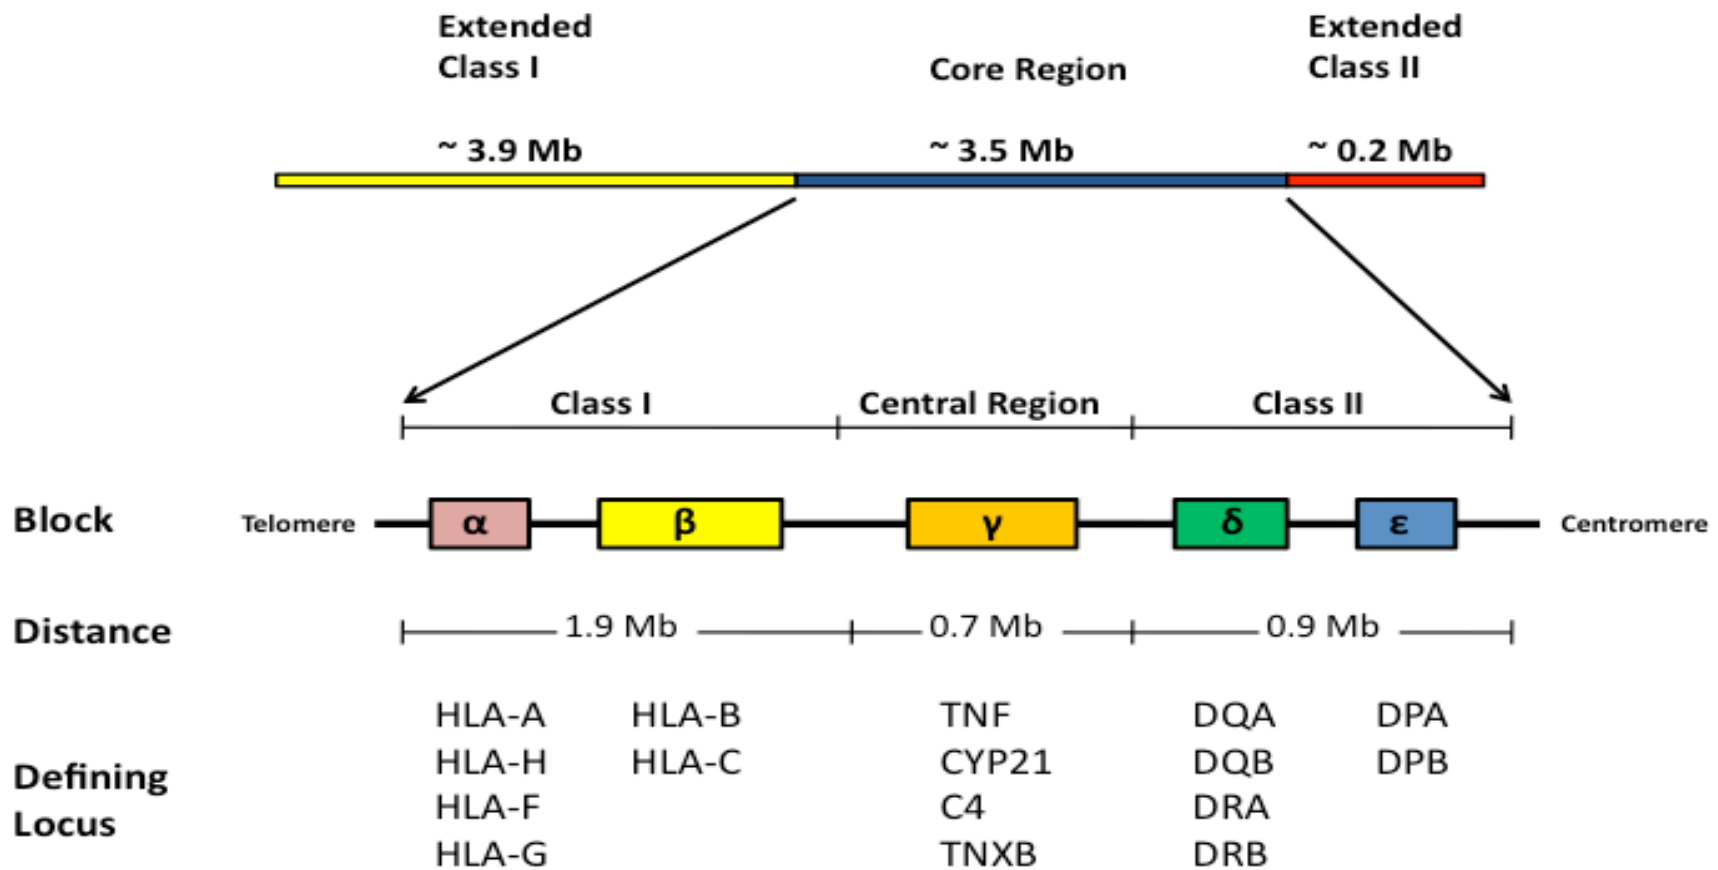 Extended
Class I
Core Region
Extended
Class II
~ 3.9 Mb
~ 3.5 Mb
~ 0.2 Mb
Class I
Central Region
Class II
Block
Telomere
α
β
γ
δ
ε
Centromere
Distance
1.9 Mb
0.7 Mb
0.9 Mb
Defining
Locus
HLA-A
HLA-H
HLA-F
HLA-G
HLA-B
HLA-C
TNF
CYP21
C4
TNXB
DQA
DQB
DRA
DRB
DPA
DPB